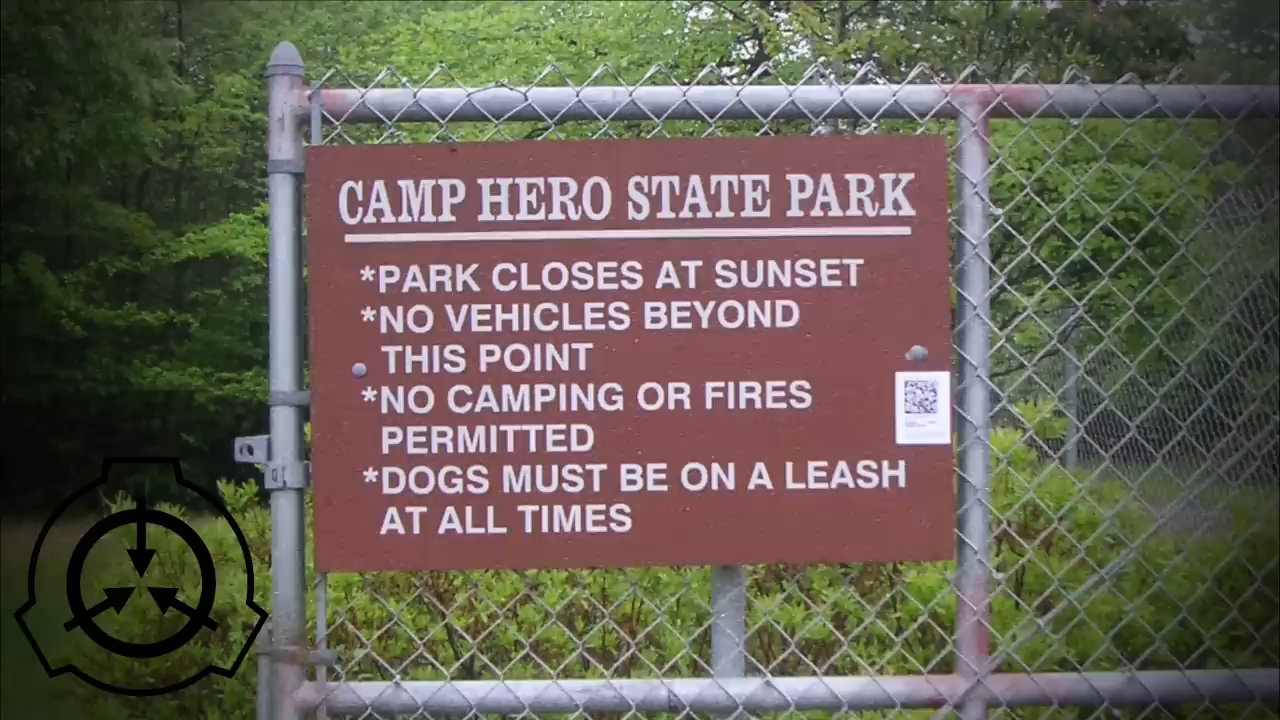 CAMP HERO STATE PARK
*PARK CLOSES AT SUNSET
*NO VEHICLES BEYOND
THIS POINT
*NO CAMPING OR FIRES
PERMITTED
*DOGS MUST BE ON A LEASH
AT ALL TIMES